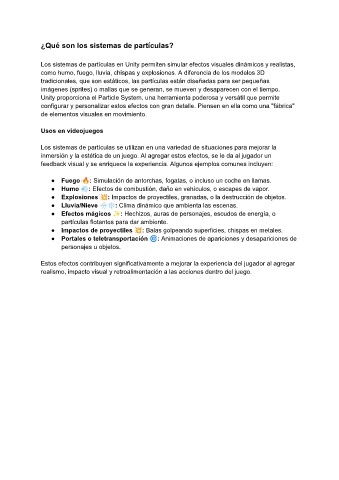 ¿Qué son los sistemas de partículas?
Los sistemas de partículas en Unity permiten simular efectos visuales dinámicos y realistas,
como humo, fuego, lluvia, chispas y explosiones. A diferencia de los modelos 3D
tradicionales, que son estáticos, las partículas están diseñadas para ser pequeñas
imágenes (sprites) o mallas que se generan, se mueven y desaparecen con el tiempo.
Unity proporciona el Particle System, una herramienta poderosa y versátil que permite
configurar y personalizar estos efectos con gran detalle. Piensen en ella como una "fábrica"
de elementos visuales en movimiento.
Usos en videojuegos
Los sistemas de partículas se utilizan en una variedad de situaciones para mejorar la
inmersión y la estética de un juego. Al agregar estos efectos, se le da al jugador un
feedback visual y se enriquece la experiencia. Algunos ejemplos comunes incluyen:
● Fuego 🔥: Simulación de antorchas, fogatas, o incluso un coche en llamas.
● Humo 💨: Efectos de combustión, daño en vehículos, o escapes de vapor.
● Explosiones 💥: Impactos de proyectiles, granadas, o la destrucción de objetos.
● Lluvia/Nieve 🌧️❄️: Clima dinámico que ambienta las escenas.
● Efectos mágicos ✨: Hechizos, auras de personajes, escudos de energía, o
partículas flotantes para dar ambiente.
● Impactos de proyectiles 💥: Balas golpeando superficies, chispas en metales.
● Portales o teletransportación 🌀: Animaciones de apariciones y desapariciones de
personajes u objetos.
Estos efectos contribuyen significativamente a mejorar la experiencia del jugador al agregar
realismo, impacto visual y retroalimentación a las acciones dentro del juego.